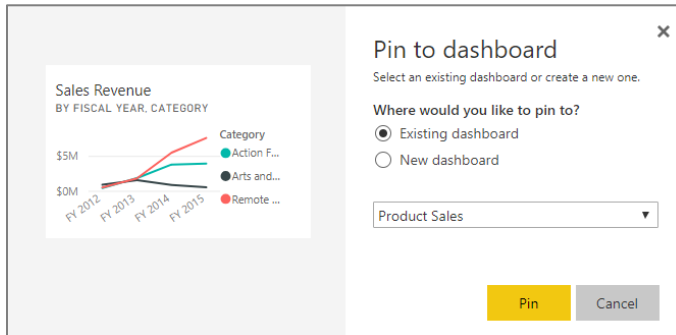 Sales Revenue
BY FISCAL YEAR, CATEGORY
Category
Action F...
Arts and...
Remote ...
$5M
$0M
FY 2012
FY 2013
FY 2014
FY 2015
Pin to dashboard
Select an existing dashboard or create a new one.
Where would you like to pin to?
Existing dashboard
New dashboard
Product Sales
Pin
Cancel